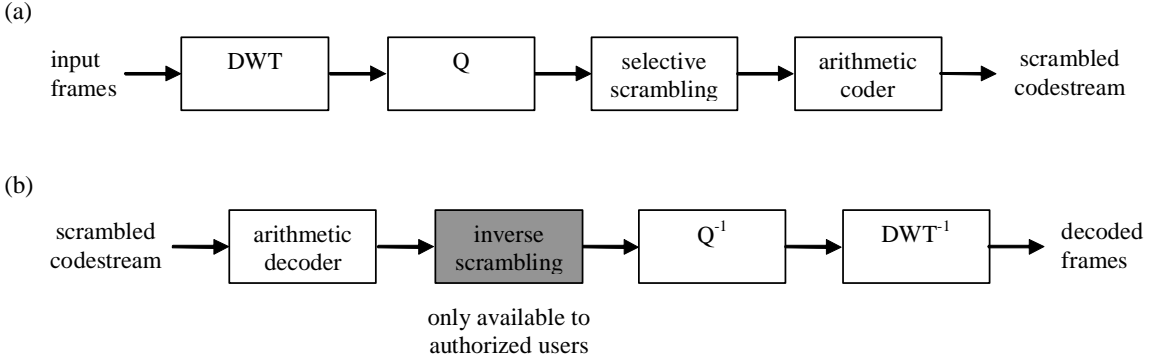 (a)
input
frames
DWT
Q
selective
scrambling
arithmetic
coder
scrambled
codestream
(b)
scrambled
codestream
arithmetic
decoder
inverse
scrambling
only available to
authorized users
Q-1
DWT-1
decoded
frames